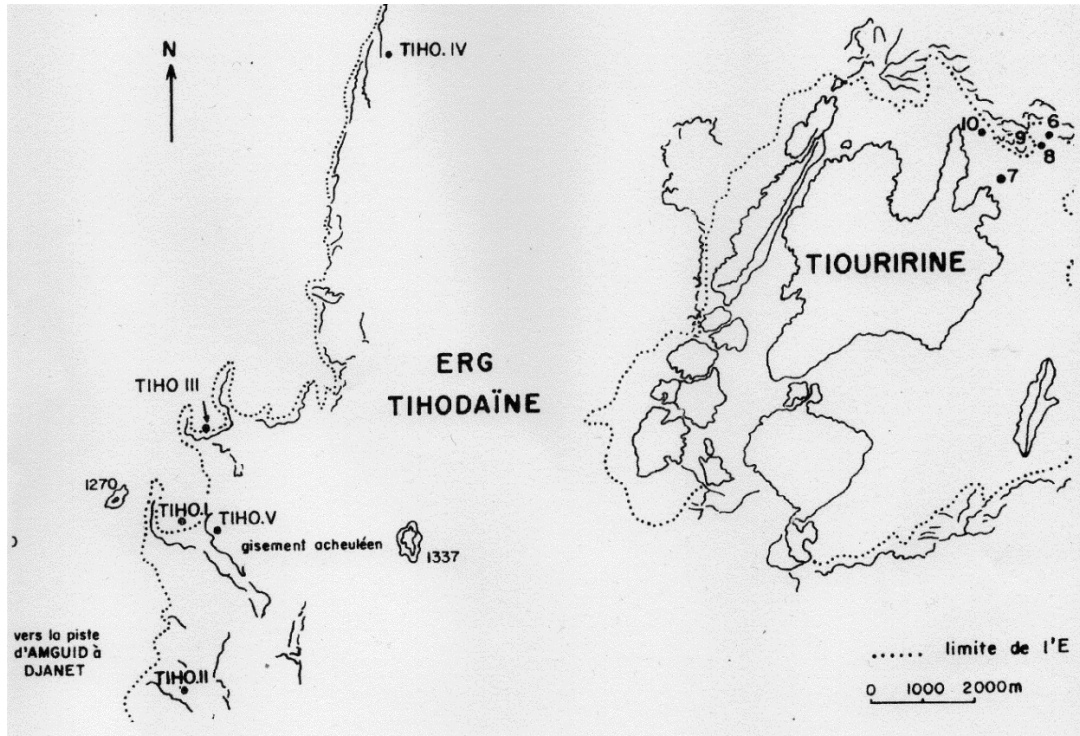 N
TIHO. IV
10
6
9
8
7
TIOURIRINE
ERG
TIHODAÏNE
TIHO III
1270
TIHO.I
TIHO.V
gisement acheuléen
1337
vers la piste
d'AMGUID à
DJANET
TIHO.II
limite de l'E
0 1000 2000m